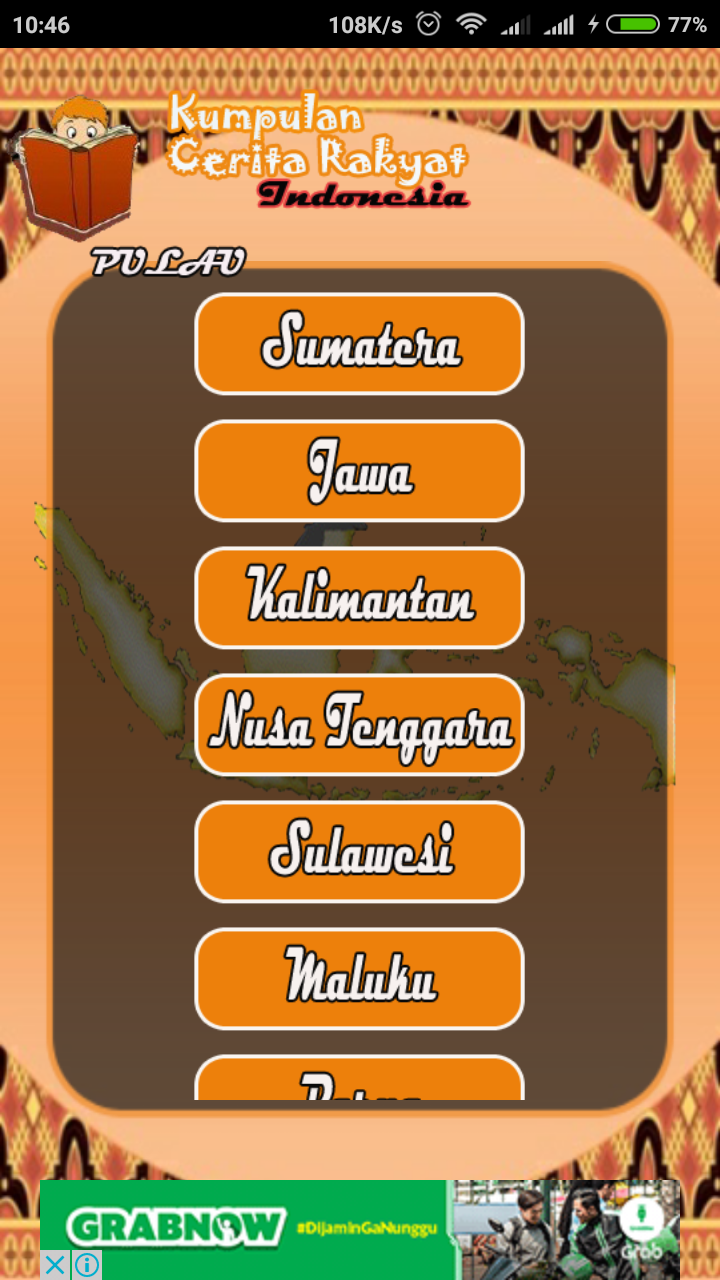 10:46
108K/s
77%
Kumpulan
Cerita Rakyat
Indonesia
PULAU
Sumatera
Jawa
Kalimantan
Nusa Tenggara
Sulawesi
Maluku
GRABNOW #DijaminGaNunggu
Grab